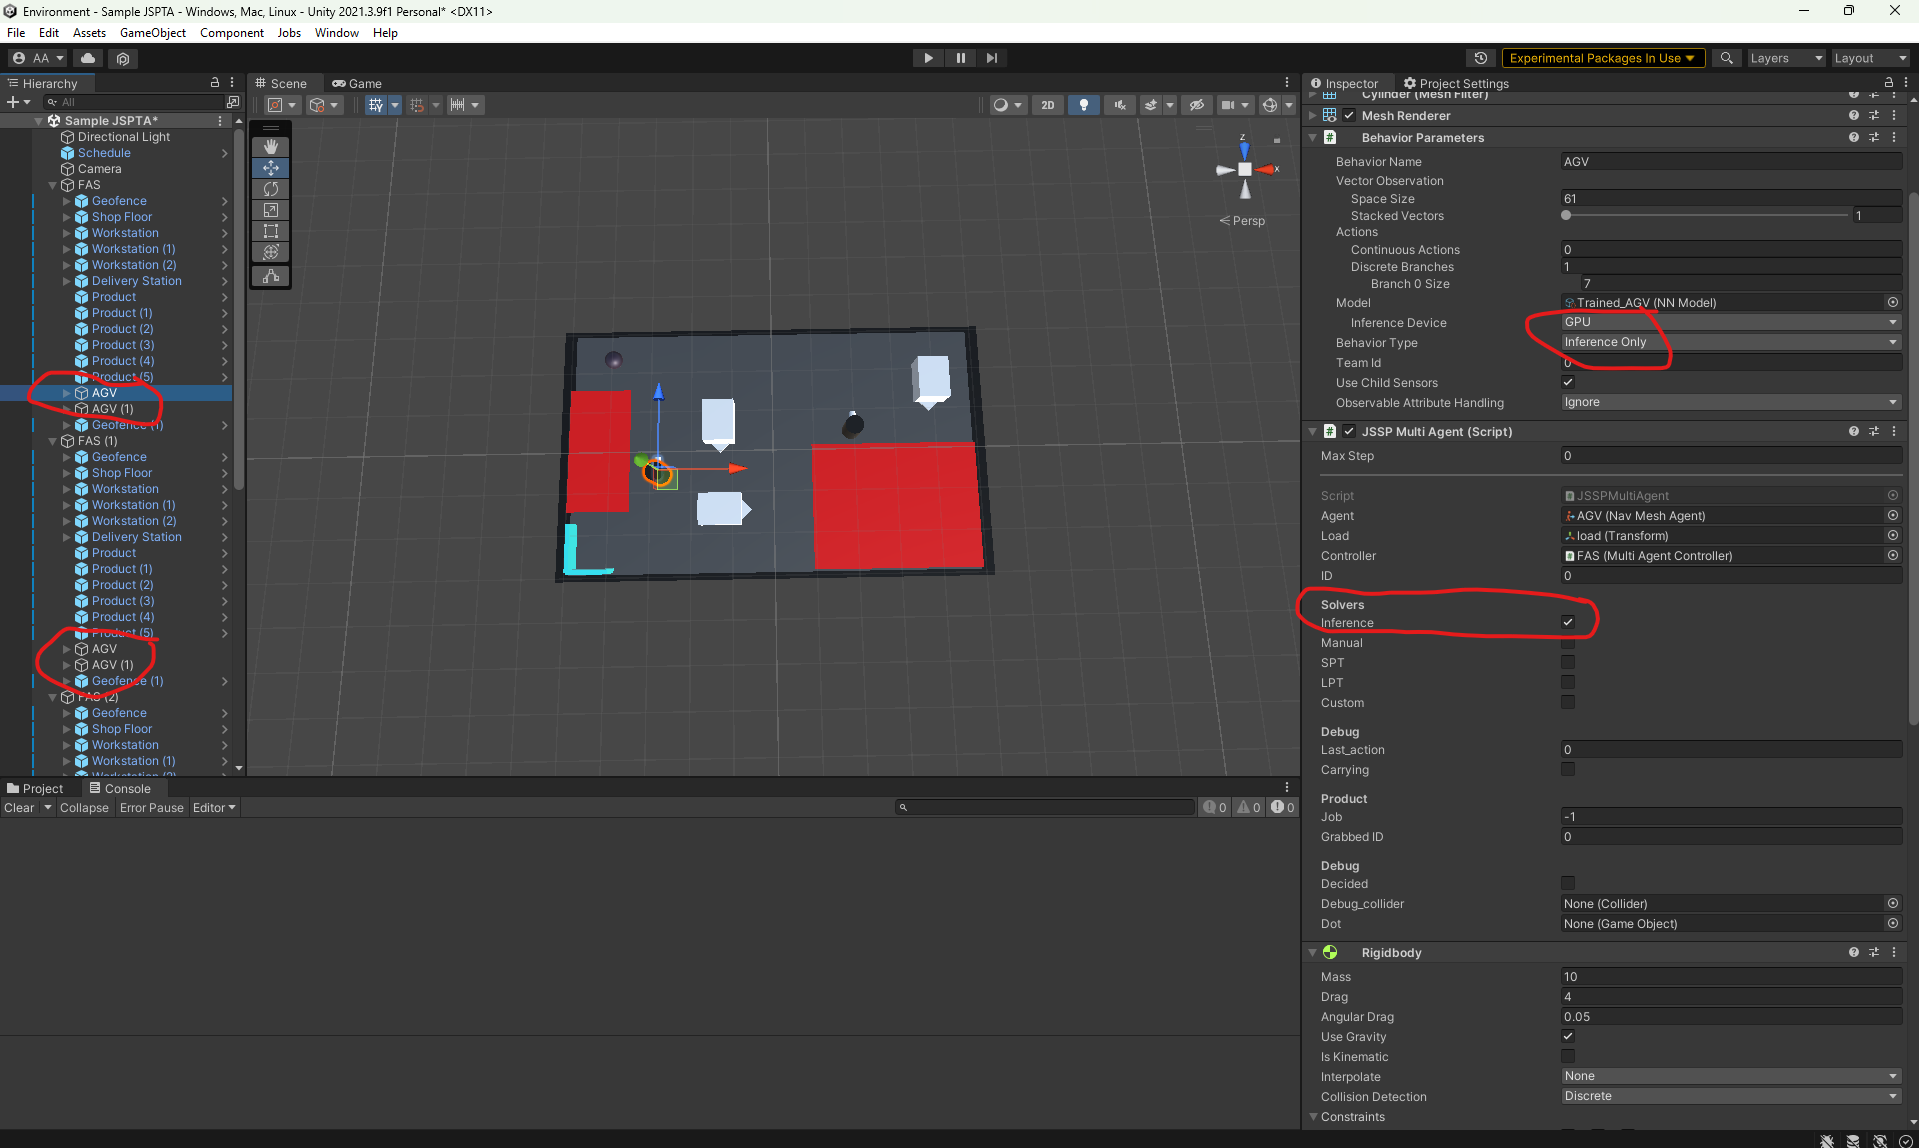 Environment - Sample JSPTA - Windows, Mac, Linux - Unity 2021.3.9f1 Personal* <DX11>
File Edit Assets GameObject Component Jobs Window Help
AA
Experimental Packages In Use
Layers
Layout
Hierarchy
All
Sample JSPTA*
Directional Light
Schedule
Camera
FAS
Geofence
Shop Floor
Workstation
Workstation (1)
Workstation (2)
Delivery Station
Product
Product (1)
Product (2)
Product (3)
Product (4)
Product (5)
AGV
AGV (1)
Geofence (1)
FAS (1)
Geofence
Shop Floor
Workstation
Workstation (1)
Workstation (2)
Delivery Station
Product
Product (1)
Product (2)
Product (3)
Product (4)
Product (5)
AGV
AGV (1)
Geofence (1)
FAS (2)
Geofence
Shop Floor
Workstation
Workstation (1)
Workstation (2)
Scene Game
2D
z
x
Persp
Project Console
Clear Collapse Error Pause Editor
0 0 0
Inspector Project Settings
Cylinder (Mesh Filter)
Mesh Renderer
# Behavior Parameters
Behavior Name AGV
Vector Observation
Space Size 61
Stacked Vectors 1
Actions
Continuous Actions 0
Discrete Branches 1
Branch 0 Size 7
Model Trained_AGV (NN Model)
Inference Device GPU
Behavior Type Inference Only
Team Id 0
Use Child Sensors
Observable Attribute Handling Ignore
# JSSP Multi Agent (Script)
Max Step 0
Script JSSPMultiAgent
Agent AGV (Nav Mesh Agent)
Load load (Transform)
Controller FAS (Multi Agent Controller)
ID 0
Solvers
Inference
Manual
SPT
LPT
Custom
Debug
Last_action 0
Carrying
Product
Job -1
Grabbed ID 0
Debug
Decided
Debug_collider None (Collider)
Dot None (Game Object)
Rigidbody
Mass 10
Drag 4
Angular Drag 0.05
Use Gravity
Is Kinematic
Interpolate None
Collision Detection Discrete
Constraints